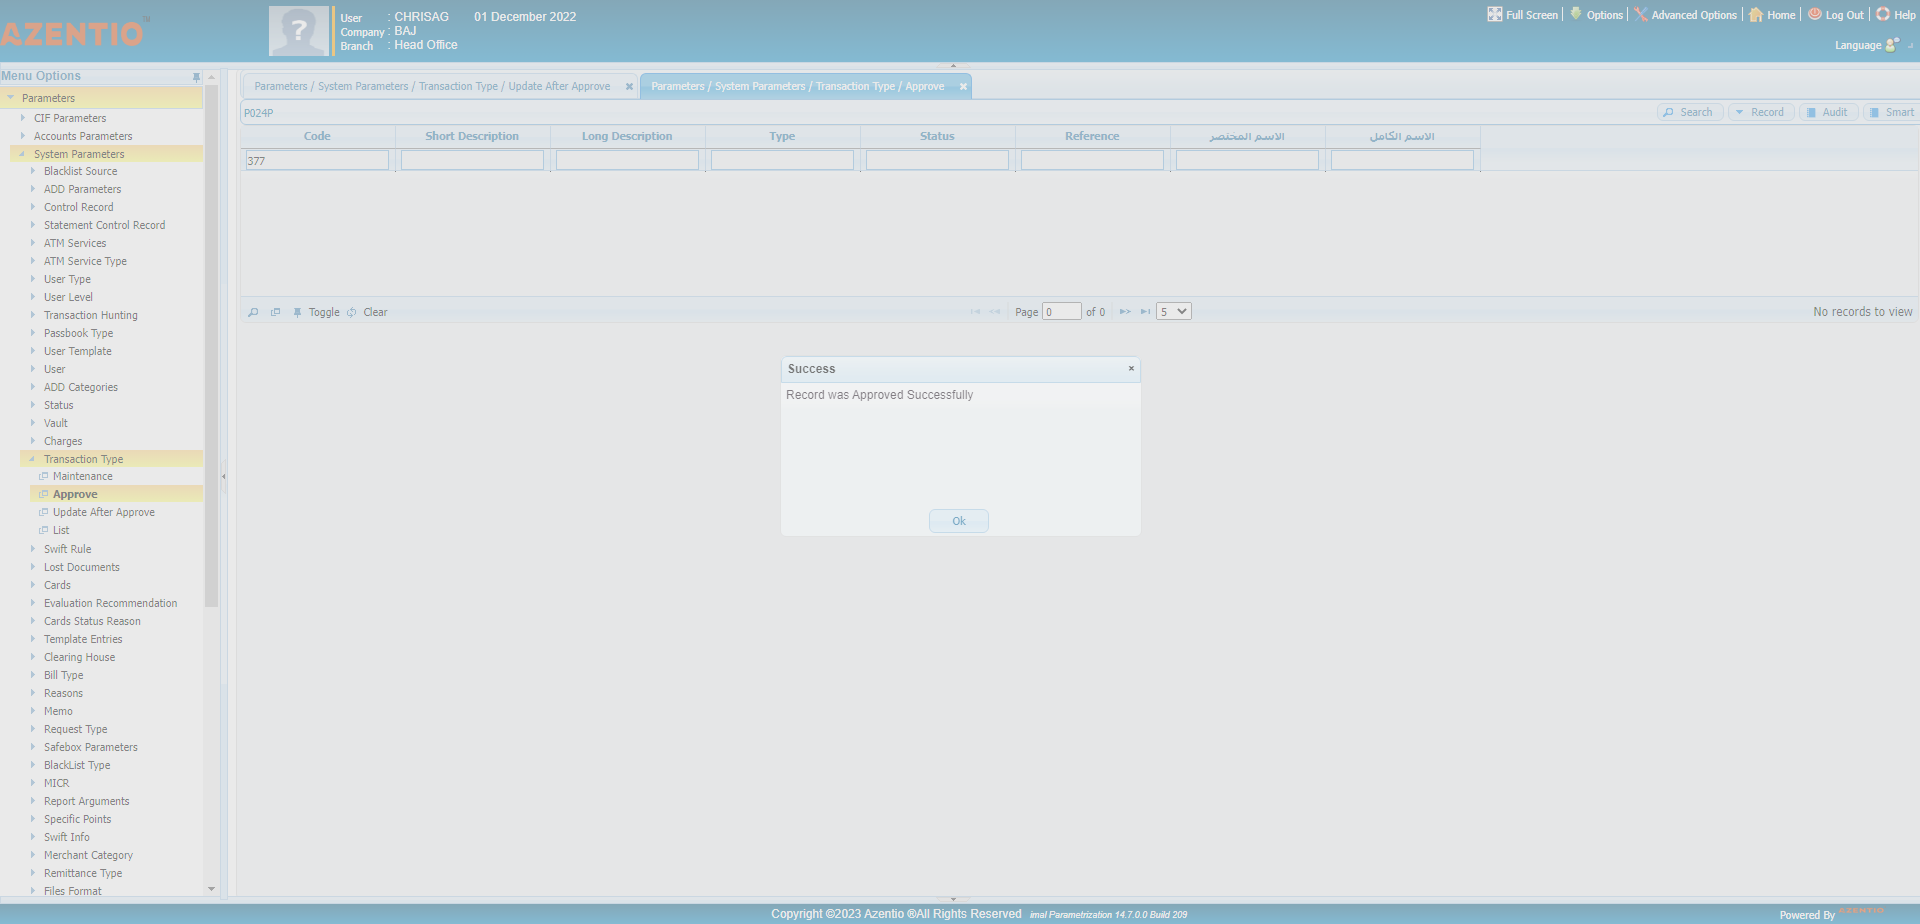 AZENTIO
TM
User : CHRISAG 01 December 2022
Company : BAJ
Branch : Head Office
Full Screen Options Advanced Options Home Log Out Help
Language
Menu Options
Parameters
CIF Parameters
Accounts Parameters
System Parameters
Blacklist Source
ADD Parameters
Control Record
Statement Control Record
ATM Services
ATM Service Type
User Type
User Level
Transaction Hunting
Passbook Type
User Template
User
ADD Categories
Status
Vault
Charges
Transaction Type
Maintenance
Approve
Update After Approve
List
Swift Rule
Lost Documents
Cards
Evaluation Recommendation
Cards Status Reason
Template Entries
Clearing House
Bill Type
Reasons
Memo
Request Type
Safebox Parameters
BlackList Type
MICR
Report Arguments
Specific Points
Swift Info
Merchant Category
Remittance Type
Files Format
Parameters / System Parameters / Transaction Type / Update After Approve
Parameters / System Parameters / Transaction Type / Approve
P024P
Search Record Audit Smart
Code Short Description Long Description Type Status Reference الاسم المختصر الاسم الكامل
377
Toggle Clear
Page 0 of 0 5
No records to view
Success
Record was Approved Successfully
Ok
Copyright ©2023 Azentio ®All Rights Reserved imal Parametrization 14.7.0.0 Build 209
Powered By AZENTIO